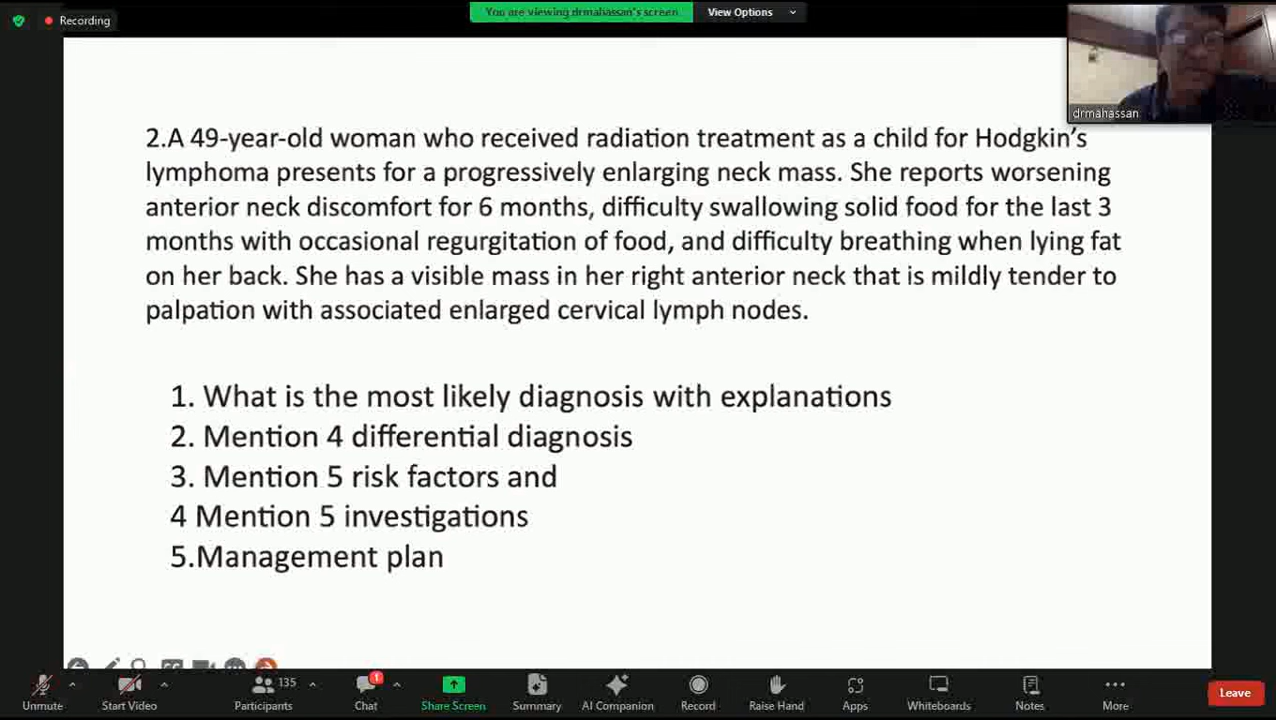 Recording
You are viewing drmahassan's screen
View Options
drmahassan
2.A 49-year-old woman who received radiation treatment as a child for Hodgkin's
lymphoma presents for a progressively enlarging neck mass. She reports worsening
anterior neck discomfort for 6 months, difficulty swallowing solid food for the last 3
months with occasional regurgitation of food, and difficulty breathing when lying fat
on her back. She has a visible mass in her right anterior neck that is mildly tender to
palpation with associated enlarged cervical lymph nodes.
1. What is the most likely diagnosis with explanations
2. Mention 4 differential diagnosis
3. Mention 5 risk factors and
4 Mention 5 investigations
5.Management plan
Unmute
Start Video
135
Participants
1
Chat
Share Screen
Summary
AI Companion
Record
Raise Hand
Apps
Whiteboards
Notes
More
Leave